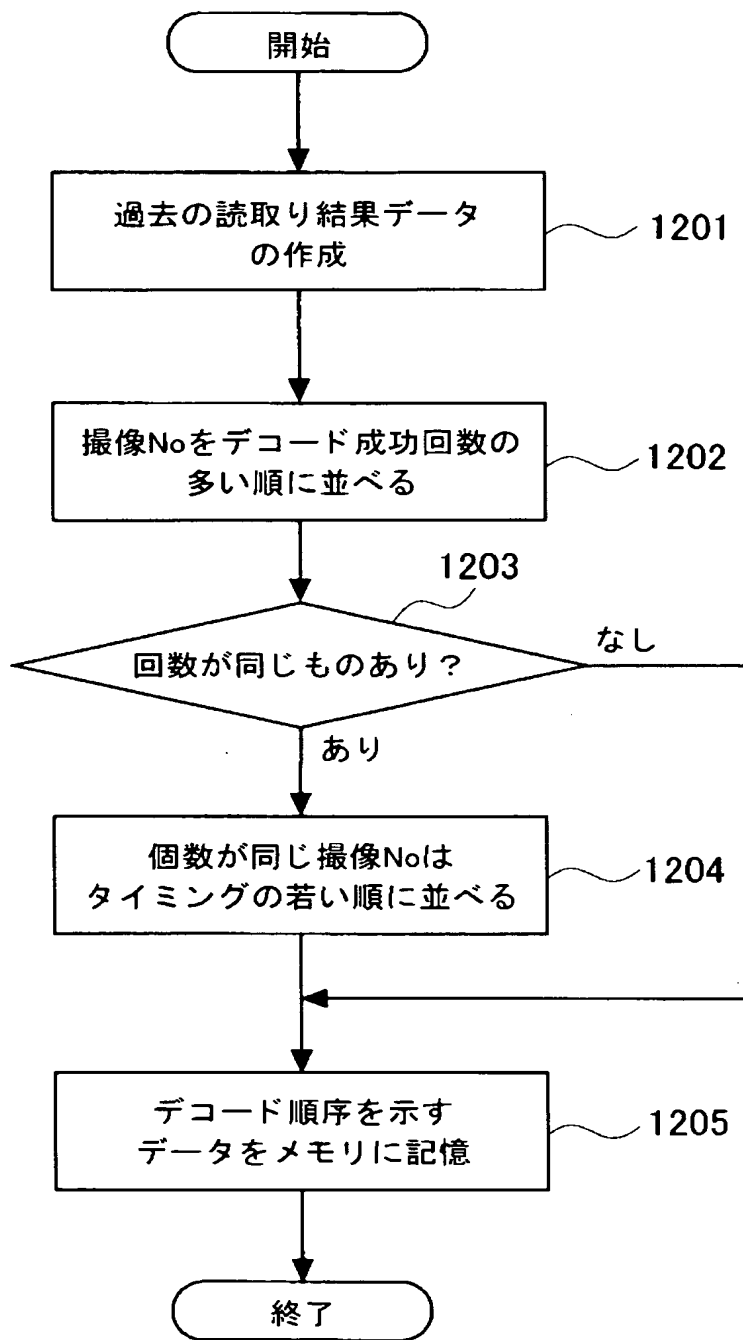 開始
過去の読取り結果データ
の作成
1201
撮像Noをデコード成功回数の
多い順に並べる
1202
1203
回数が同じものあり?
なし
あり
個数が同じ撮像Noは
タイミングの若い順に並べる
1204
デコード順序を示す
データをメモリに記憶
1205
終了